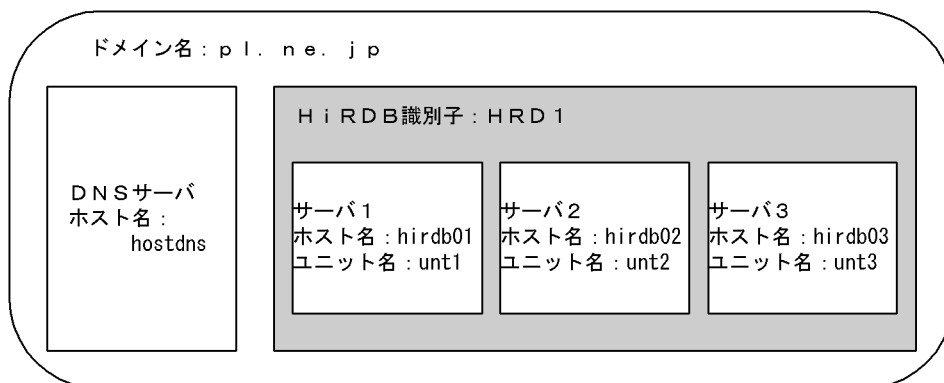 ドメイン名：ｐｌ．ｎｅ．ｊｐ
ＨｉＲＤＢ識別子：ＨＲＤ１
ＤＮＳサーバ
ホスト名：
hostdns
サーバ１
ホスト名：hirdb01
ユニット名：unt1
サーバ２
ホスト名：hirdb02
ユニット名：unt2
サーバ３
ホスト名：hirdb03
ユニット名：unt3